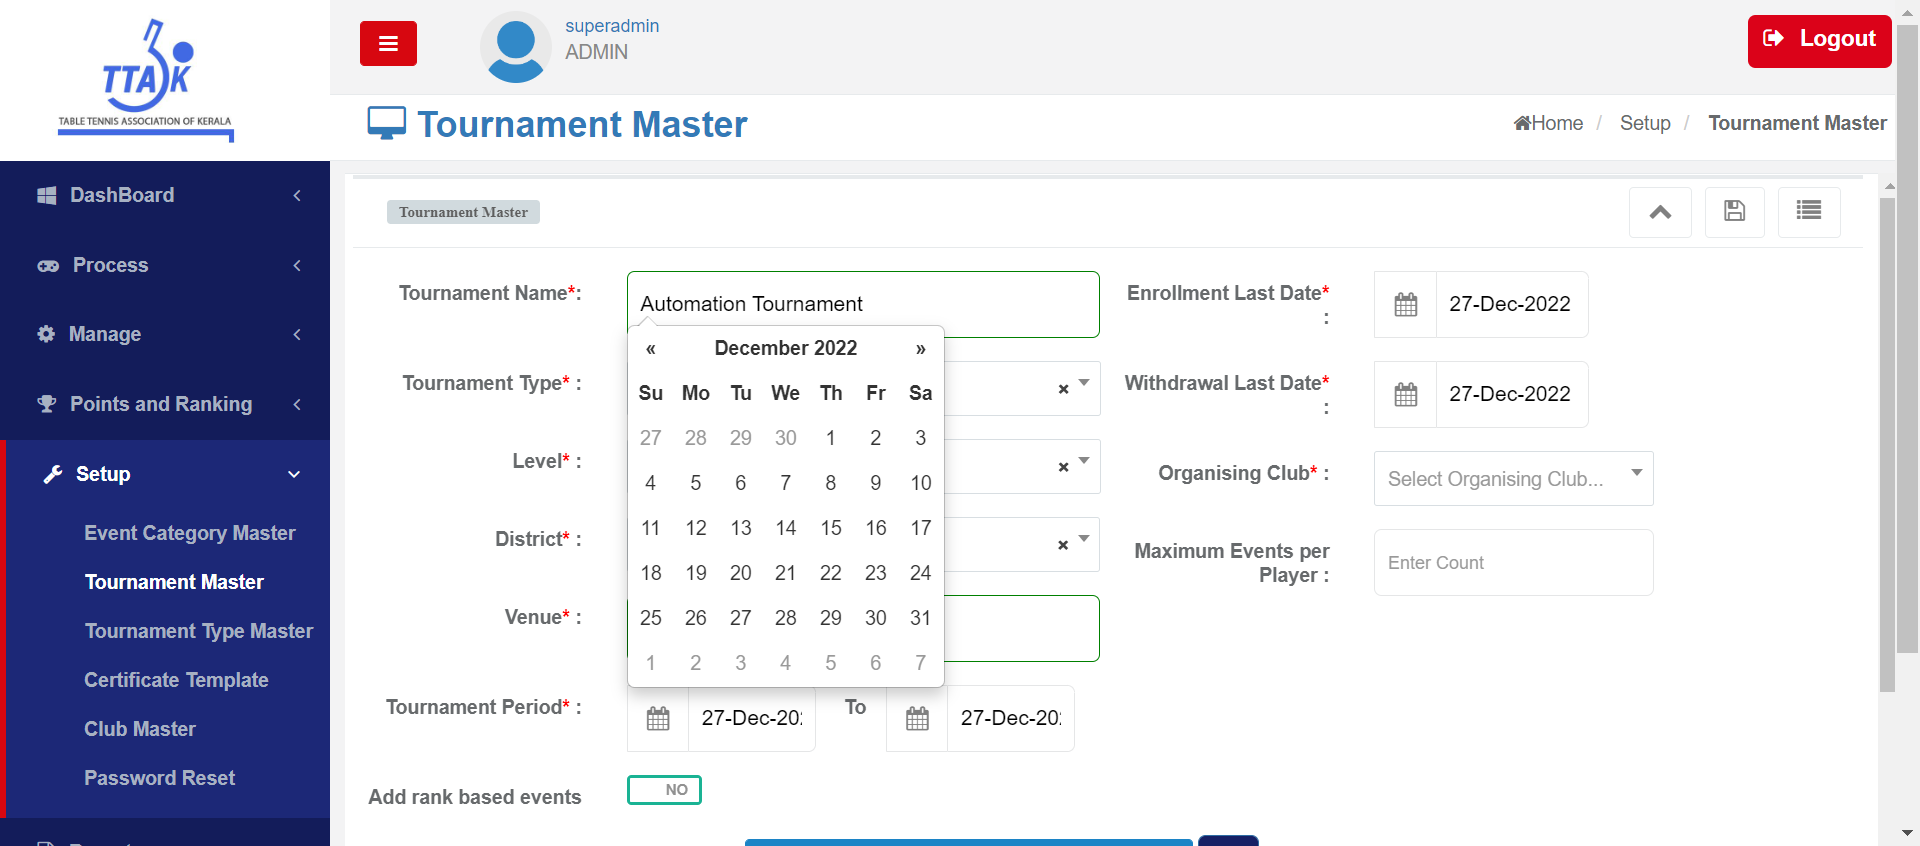 TTAK
TABLE TENNIS ASSOCIATION OF KERALA
superadmin
ADMIN
Logout
Tournament Master
Home / Setup / Tournament Master
DashBoard
Process
Manage
Points and Ranking
Setup
Event Category Master
Tournament Master
Tournament Type Master
Certificate Template
Club Master
Password Reset
Tournament Master
Tournament Name*:
Automation Tournament
Enrollment Last Date*
:
27-Dec-2022
« December 2022 »
Su Mo Tu We Th Fr Sa
27 28 29 30 1 2 3
4 5 6 7 8 9 10
11 12 13 14 15 16 17
18 19 20 21 22 23 24
25 26 27 28 29 30 31
1 2 3 4 5 6 7
Tournament Type* :
×
Withdrawal Last Date*
:
27-Dec-2022
Level* :
×
Organising Club* :
Select Organising Club...
District* :
×
Maximum Events per
Player :
Enter Count
Venue* :
Tournament Period* :
27-Dec-202
To
27-Dec-202
Add rank based events
NO